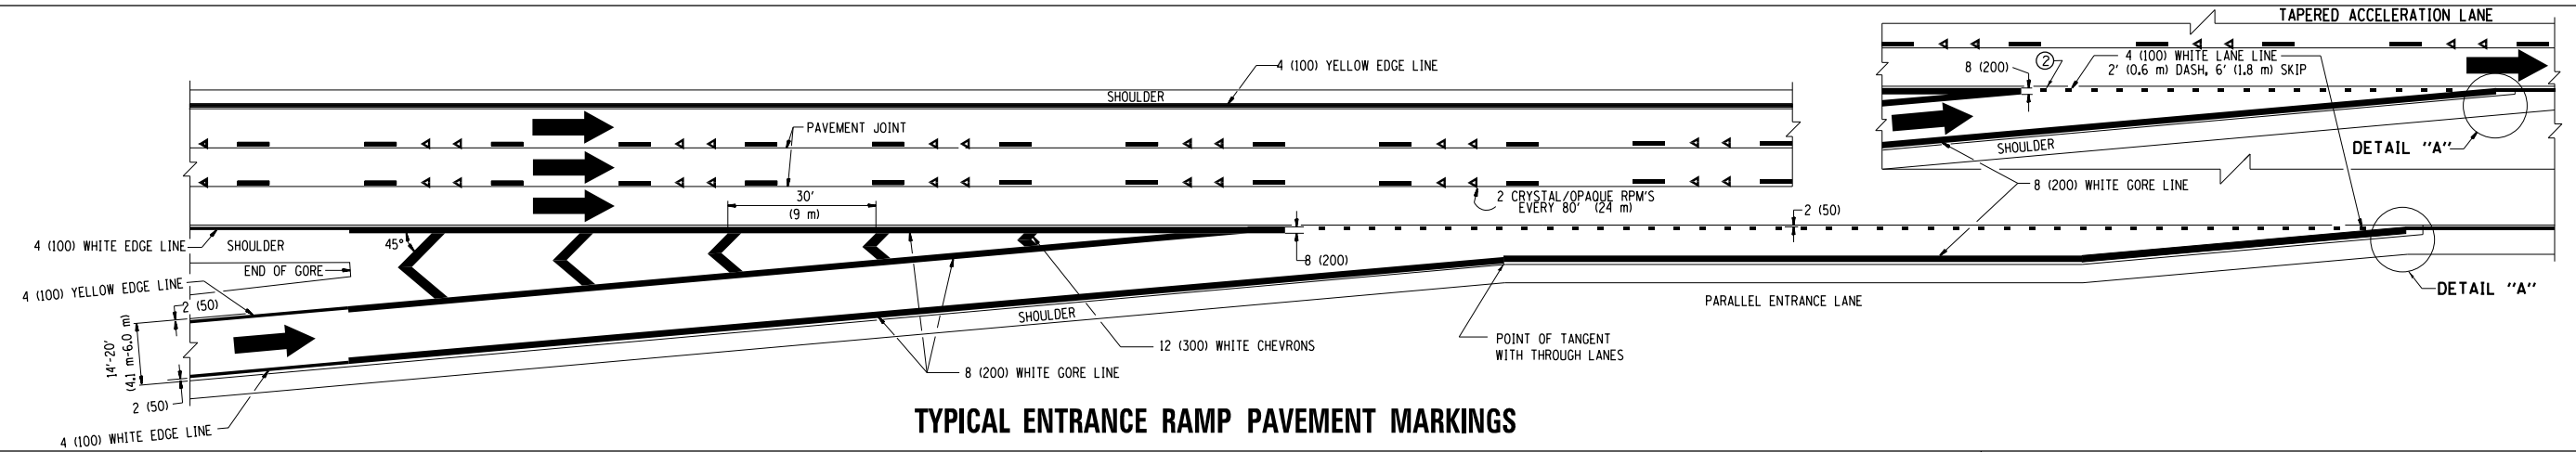 TAPERED ACCELERATION LANE
4 (100) YELLOW EDGE LINE
8 (200)
2
4 (100) WHITE LANE LINE
2' (0.6 m) DASH, 6' (1.8 m) SKIP
SHOULDER
PAVEMENT JOINT
SHOULDER
DETAIL "A"
30'
(9 m)
2 CRYSTAL/OPAQUE RPM'S
EVERY 80' (24 m)
8 (200) WHITE GORE LINE
2 (50)
4 (100) WHITE EDGE LINE
SHOULDER
45°
END OF GORE
8 (200)
4 (100) YELLOW EDGE LINE
2 (50)
DETAIL "A"
PARALLEL ENTRANCE LANE
SHOULDER
14'-20'
(4.1 m-6.0 m)
12 (300) WHITE CHEVRONS
POINT OF TANGENT
WITH THROUGH LANES
8 (200) WHITE GORE LINE
2 (50)
4 (100) WHITE EDGE LINE
TYPICAL ENTRANCE RAMP PAVEMENT MARKINGS